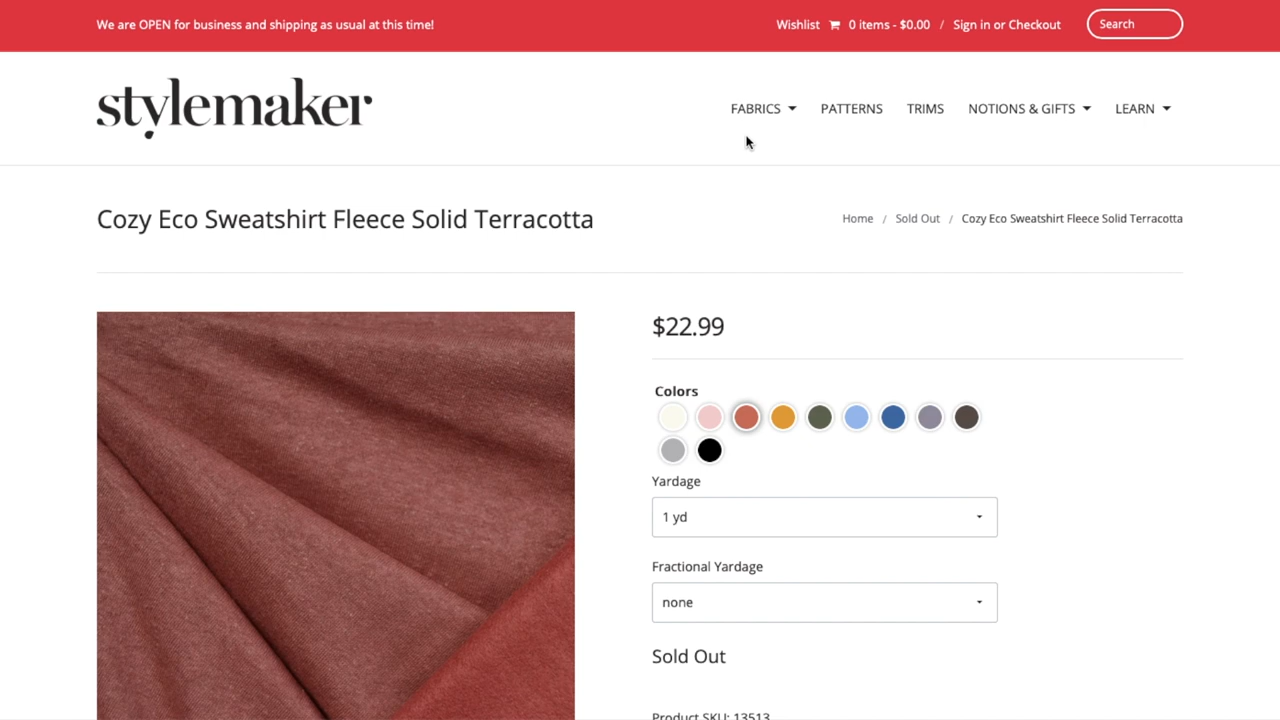 We are OPEN for business and shipping as usual at this time!
Wishlist 0 items - $0.00 / Sign in or Checkout Search
stylemaker
FABRICS PATTERNS TRIMS NOTIONS & GIFTS LEARN
Cozy Eco Sweatshirt Fleece Solid Terracotta
Home / Sold Out / Cozy Eco Sweatshirt Fleece Solid Terracotta
$22.99
Colors
Yardage
1 yd
Fractional Yardage
none
Sold Out
Product SKU: 13513